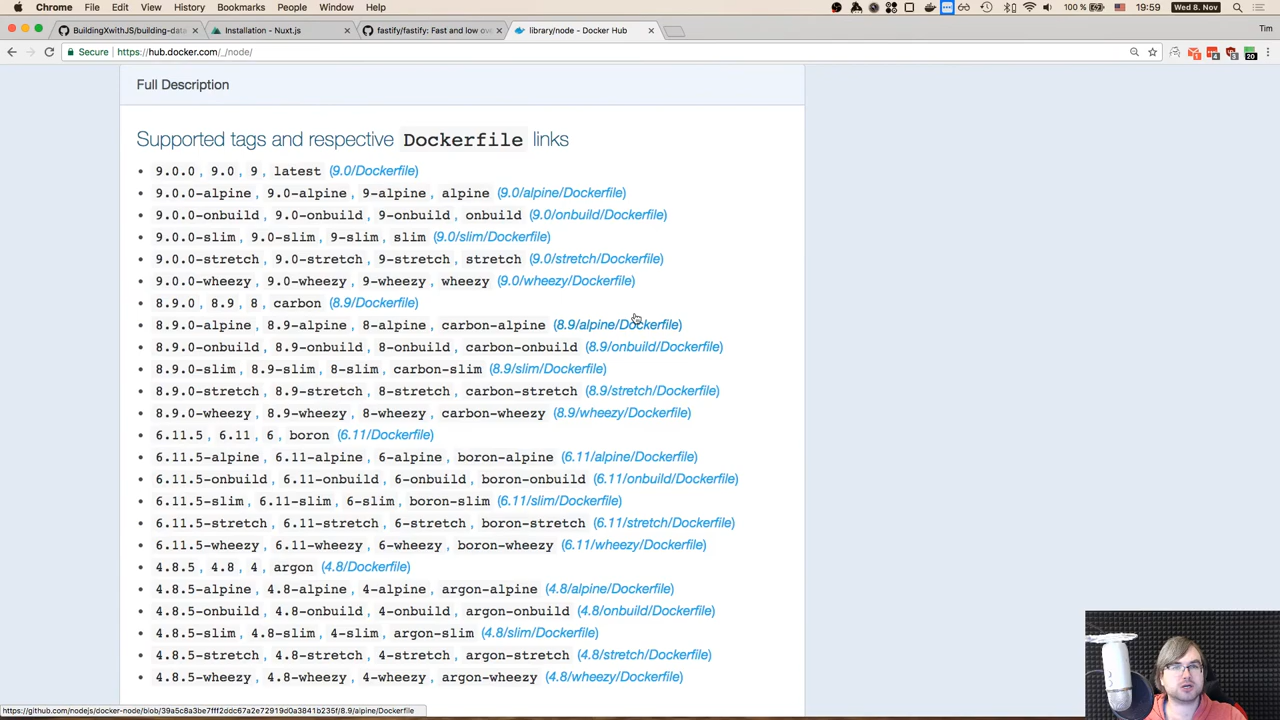 Chrome File Edit View History Bookmarks People Window Help 100 % 19:59 Wed 8. Nov
BuildingXwithJS/building-data Installation - Nuxt.js fastify/fastify: Fast and low ov library/node - Docker Hub Tim
Secure https://hub.docker.com/_/node/
Full Description
Supported tags and respective Dockerfile links
9.0.0, 9.0, 9, latest (9.0/Dockerfile)
9.0.0-alpine, 9.0-alpine, 9-alpine, alpine (9.0/alpine/Dockerfile)
9.0.0-onbuild, 9.0-onbuild, 9-onbuild, onbuild (9.0/onbuild/Dockerfile)
9.0.0-slim, 9.0-slim, 9-slim, slim (9.0/slim/Dockerfile)
9.0.0-stretch, 9.0-stretch, 9-stretch, stretch (9.0/stretch/Dockerfile)
9.0.0-wheezy, 9.0-wheezy, 9-wheezy, wheezy (9.0/wheezy/Dockerfile)
8.9.0, 8.9, 8, carbon (8.9/Dockerfile)
8.9.0-alpine, 8.9-alpine, 8-alpine, carbon-alpine (8.9/alpine/Dockerfile)
8.9.0-onbuild, 8.9-onbuild, 8-onbuild, carbon-onbuild (8.9/onbuild/Dockerfile)
8.9.0-slim, 8.9-slim, 8-slim, carbon-slim (8.9/slim/Dockerfile)
8.9.0-stretch, 8.9-stretch, 8-stretch, carbon-stretch (8.9/stretch/Dockerfile)
8.9.0-wheezy, 8.9-wheezy, 8-wheezy, carbon-wheezy (8.9/wheezy/Dockerfile)
6.11.5, 6.11, 6, boron (6.11/Dockerfile)
6.11.5-alpine, 6.11-alpine, 6-alpine, boron-alpine (6.11/alpine/Dockerfile)
6.11.5-onbuild, 6.11-onbuild, 6-onbuild, boron-onbuild (6.11/onbuild/Dockerfile)
6.11.5-slim, 6.11-slim, 6-slim, boron-slim (6.11/slim/Dockerfile)
6.11.5-stretch, 6.11-stretch, 6-stretch, boron-stretch (6.11/stretch/Dockerfile)
6.11.5-wheezy, 6.11-wheezy, 6-wheezy, boron-wheezy (6.11/wheezy/Dockerfile)
4.8.5, 4.8, 4, argon (4.8/Dockerfile)
4.8.5-alpine, 4.8-alpine, 4-alpine, argon-alpine (4.8/alpine/Dockerfile)
4.8.5-onbuild, 4.8-onbuild, 4-onbuild, argon-onbuild (4.8/onbuild/Dockerfile)
4.8.5-slim, 4.8-slim, 4-slim, argon-slim (4.8/slim/Dockerfile)
4.8.5-stretch, 4.8-stretch, 4-stretch, argon-stretch (4.8/stretch/Dockerfile)
4.8.5-wheezy, 4.8-wheezy, 4-wheezy, argon-wheezy (4.8/wheezy/Dockerfile)
https://github.com/nodejs/docker-node/blob/39a5c8a3be7fff2ddc67a2e72919d0a3841b235f/8.9/alpine/Dockerfile